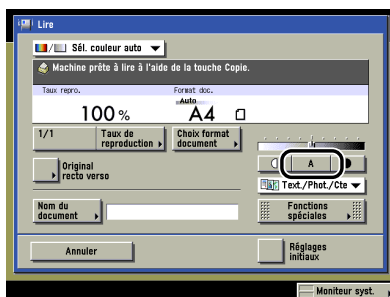 Lire
Sél. couleur auto
Machine prête à lire à l'aide de la touche Copie.
Taux repro.
Format doc.
Auto
100 %
A4
1/1
Taux de reproduction
Choix format document
Original recto verso
A
Text./Phot./Cte
Nom du document
Fonctions spéciales
Annuler
Réglages initiaux
Moniteur syst.